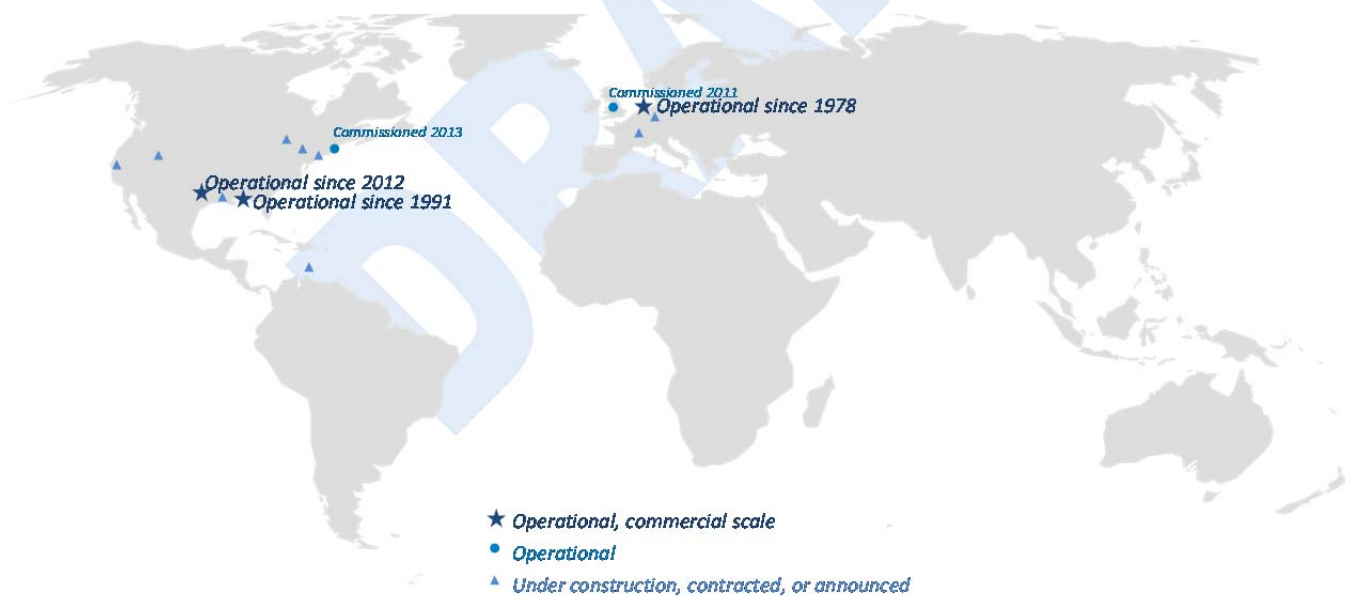 Commissioned 2011
Operational since 1978
Commissioned 2013
Operational since 2012
Operational since 1991
Operational, commercial scale
Operational
Under construction, contracted, or announced